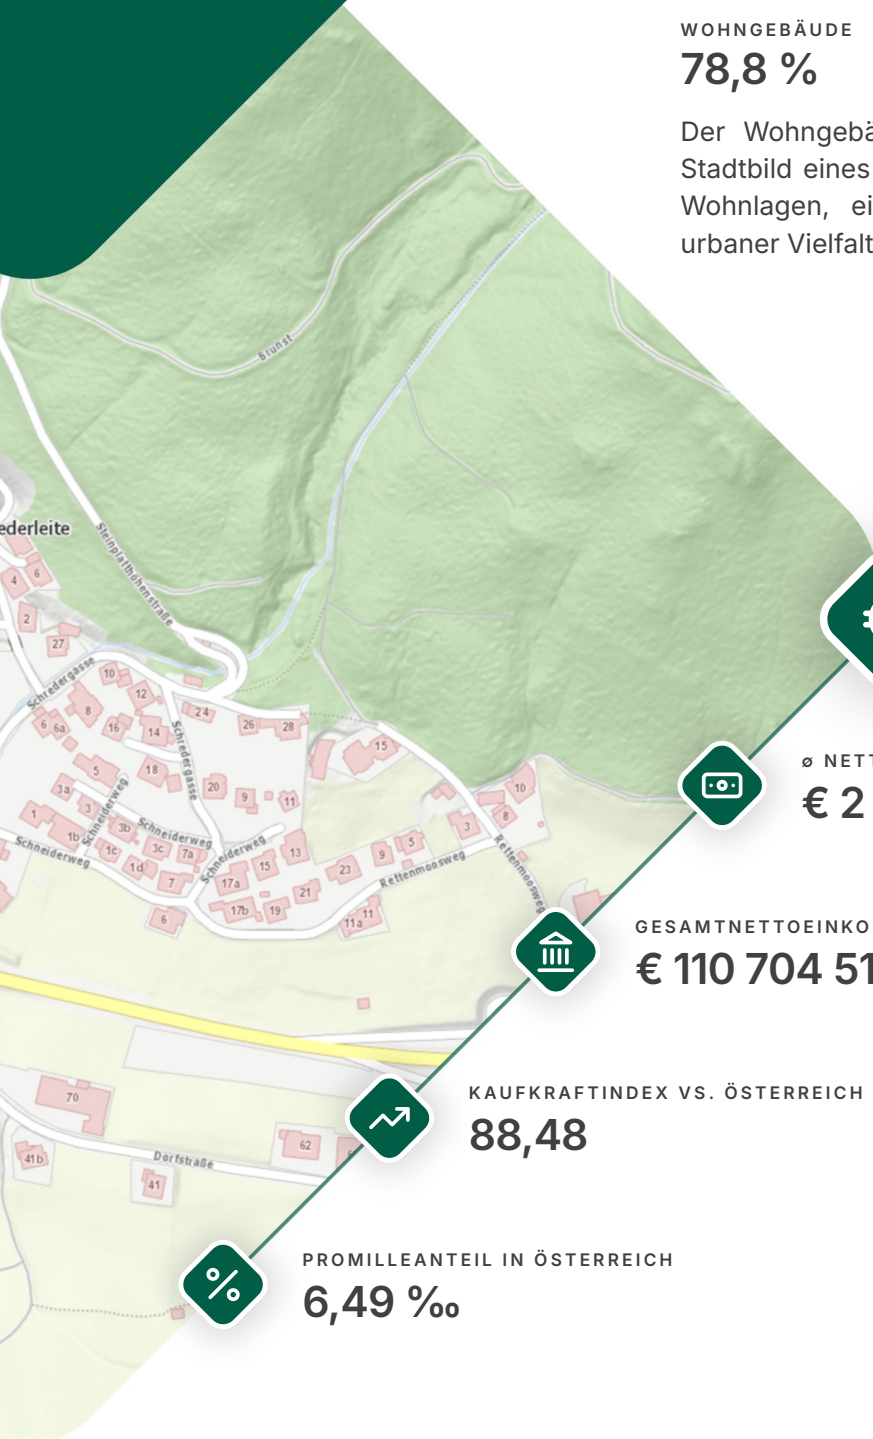 WOHNGEBÄUDE
78,8 %
Der Wohngebä
Stadtbild eines
Wohnlagen, ei
urbaner Vielfalt
Brunst
Steinplatthöhenstraße
ederleite
4
6
2
27
Schredergasse
10
12
8
6
6a
16
14
24
26
28
Schredergasse
15
5
18
3a
3
20
9
11
10
8
1
1b
Schneiderweg
3b
Schneiderweg
3
5
9
Schneiderweg
1c
3c
7a
Schneiderweg
13
1d
15
23
Rettenmoosweg
Rettenmoosweg
7
17a
21
6
17b
19
11a
11
70
41b
41
62
Dorfstraße
ø NETT
€ 2
GESAMTNETTOEINKO
€ 110 704 51
KAUFKRAFTINDEX VS. ÖSTERREICH
88,48
PROMILLEANTEIL IN ÖSTERREICH
6,49 ‰